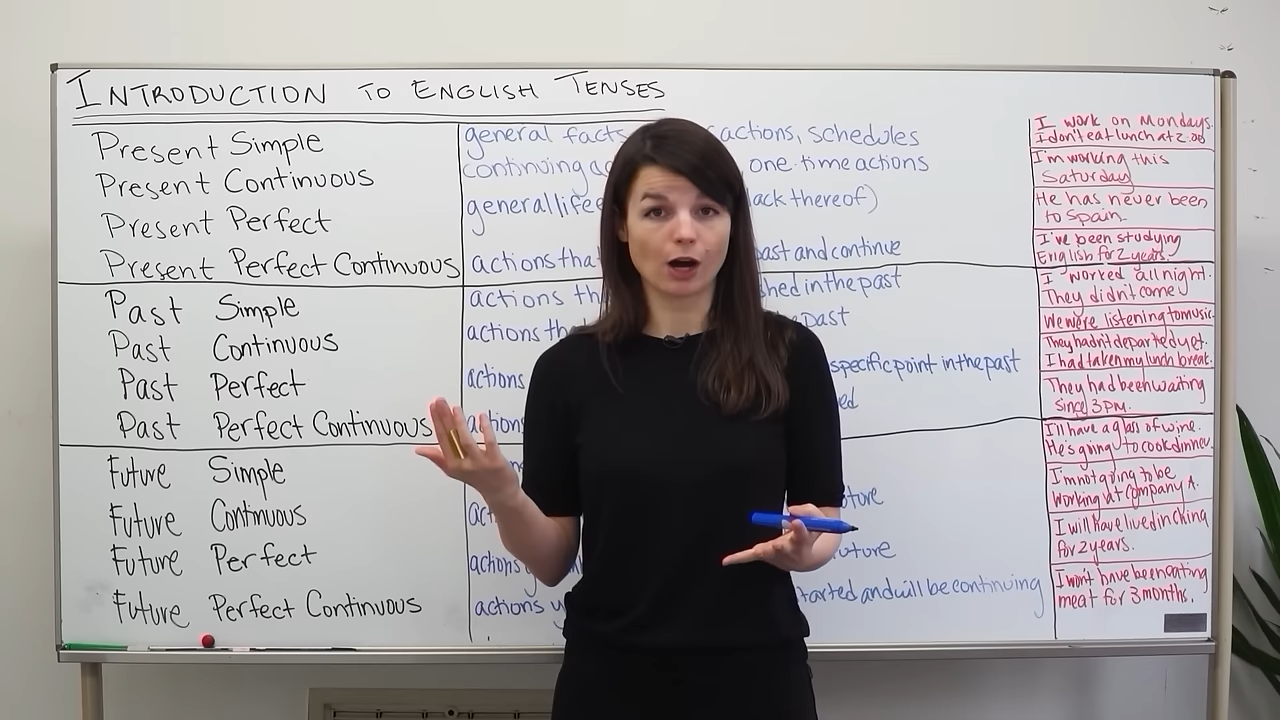 INTRODUCTION TO ENGLISH TENSES
Present Simple
Present Continuous
Present Perfect
Present Perfect Continuous
Past Simple
Past Continuous
Past Perfect
Past Perfect Continuous
Future Simple
Future Continuous
Future Perfect
Future Perfect Continuous
general facts actions, schedules
continuing one-time actions
general life lack thereof)
actions that past and continue
actions in the past
actions past
actions specific point in the past
actions
actions future
actions started and will be continuing
I work on Mondays.
I don't eat lunch at 2:00
I'm working this
Saturday
He has never been
to Spain.
I've been studying
English for 2 years.
I worked all night.
They didn't come.
We were listening to music.
They hadn't departed yet.
I had taken my lunch break.
They had been waiting
since 3 PM.
I'll have a glass of wine.
He's going to cook dinner.
I'm not going to be
working at Company A.
I will have lived in China
for 2 years.
I won't have been eating
meat for 3 months.